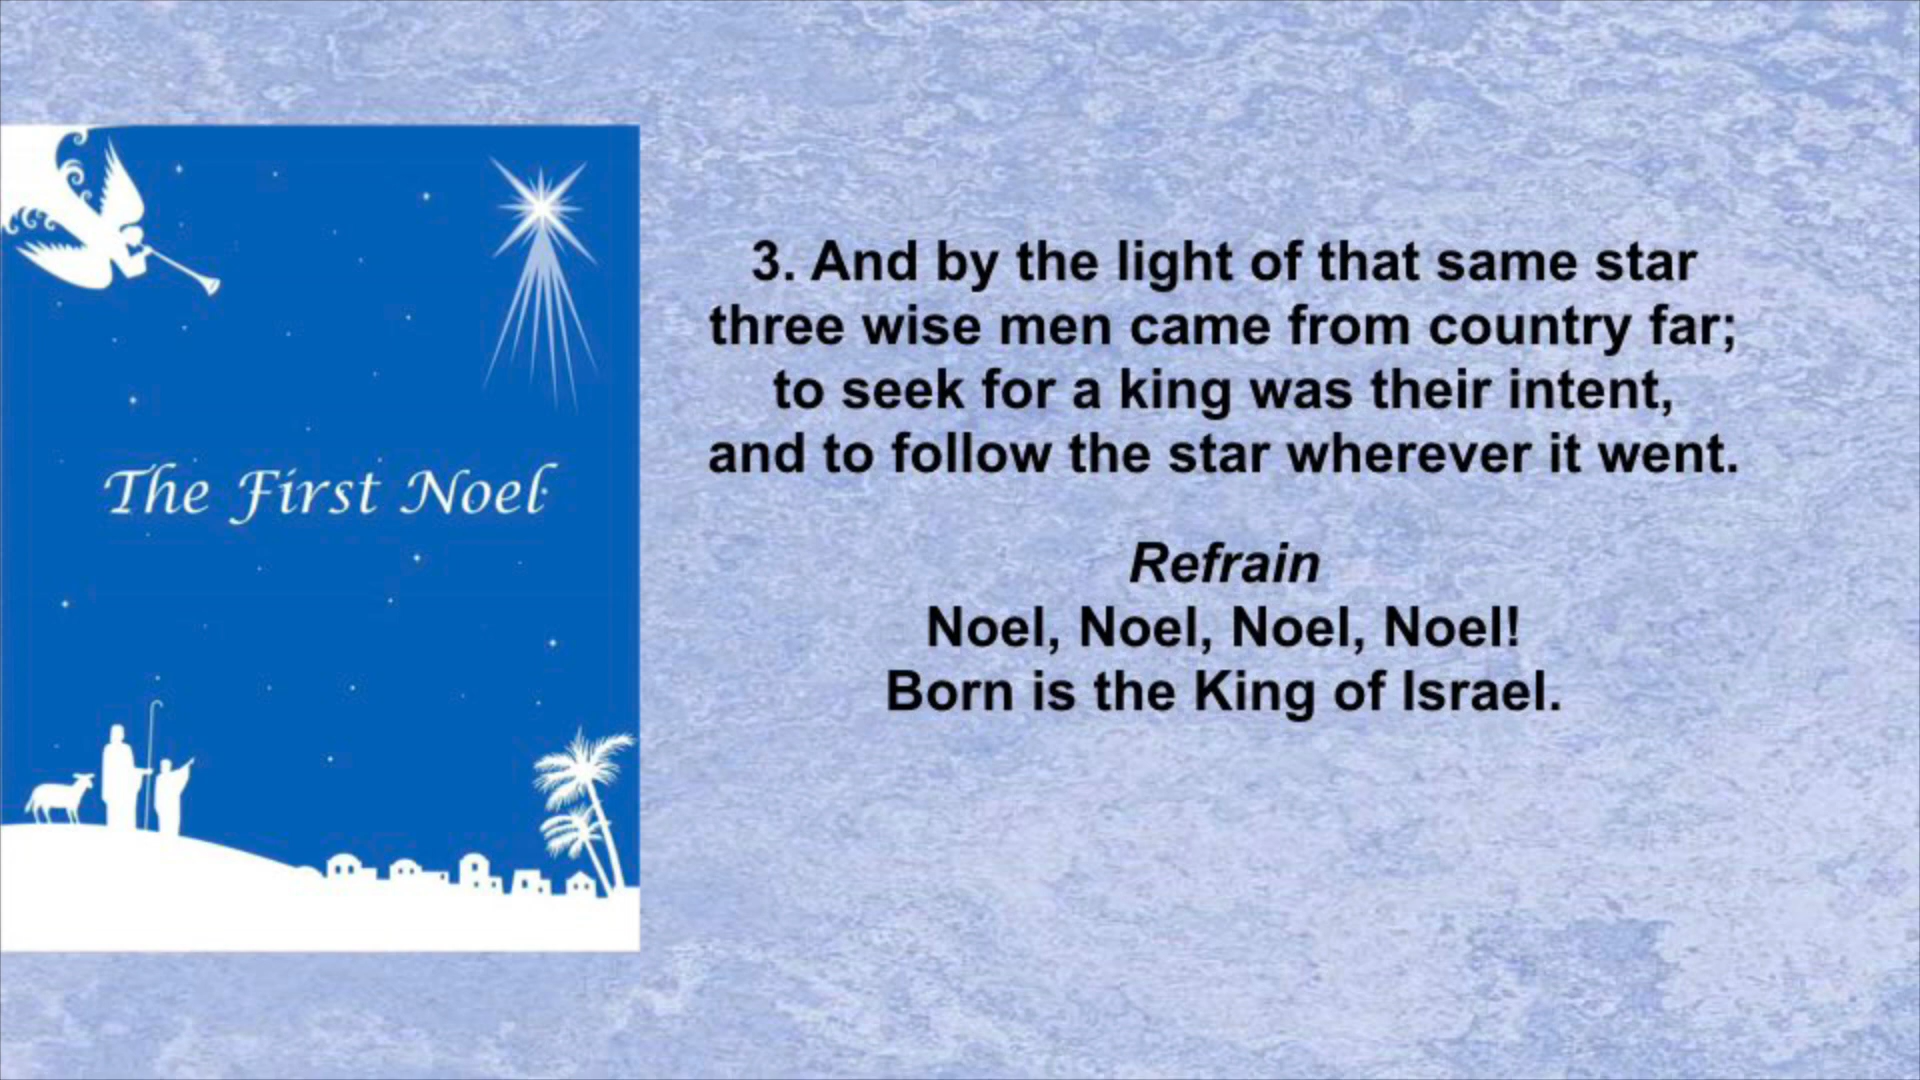 The First Noel
3. And by the light of that same star
three wise men came from country far;
to seek for a king was their intent,
and to follow the star wherever it went.
Refrain
Noel, Noel, Noel, Noel!
Born is the King of Israel.